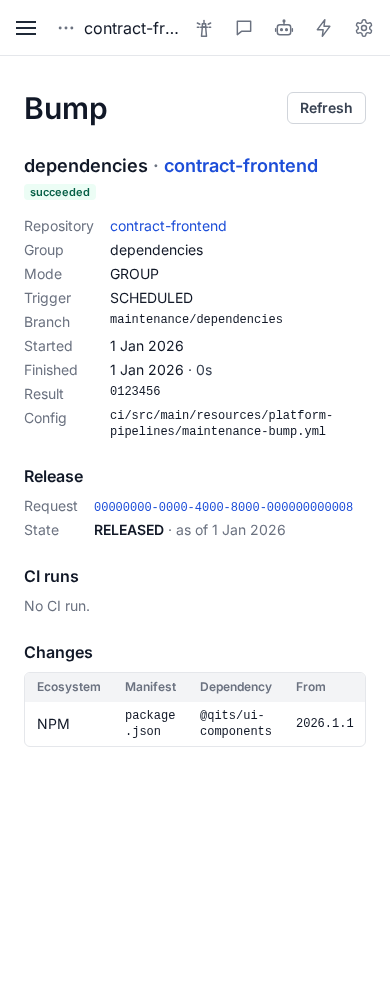 contract-fr…
Bump
Refresh
dependencies · contract-frontend
succeeded
Repository contract-frontend
Group dependencies
Mode GROUP
Trigger SCHEDULED
Branch maintenance/dependencies
Started 1 Jan 2026
Finished 1 Jan 2026 · 0s
Result 0123456
Config ci/src/main/resources/platform-
pipelines/maintenance-bump.yml
Release
Request 00000000-0000-4000-8000-000000000008
State RELEASED · as of 1 Jan 2026
CI runs
No CI run.
Changes
Ecosystem Manifest Dependency From
NPM package .json @qits/ui-components 2026.1.1